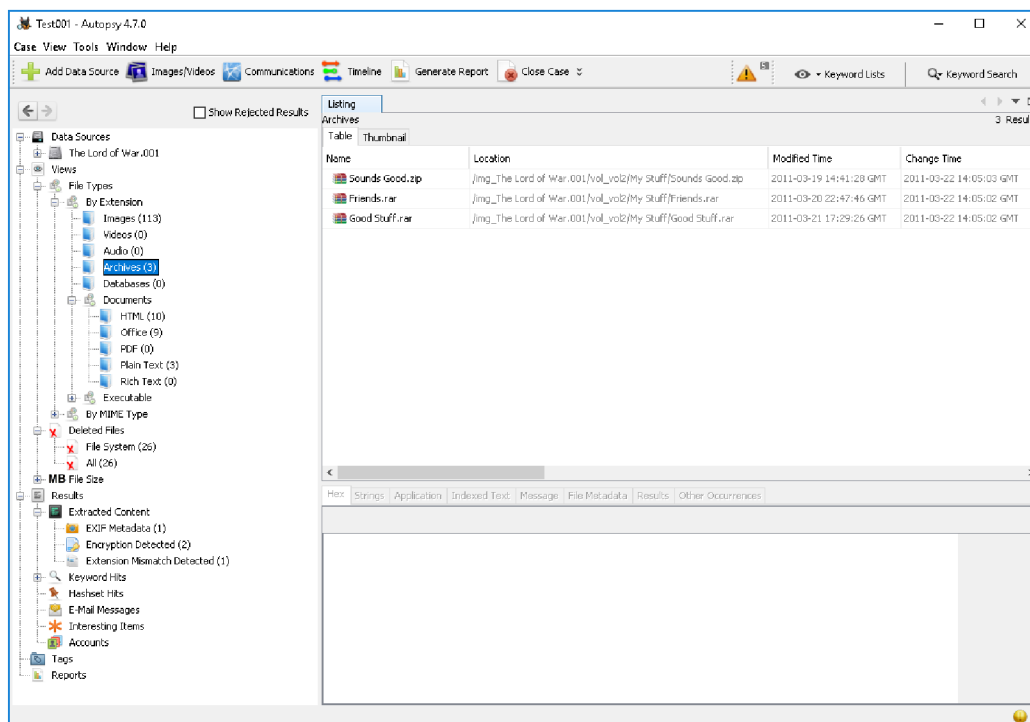 Test001 - Autopsy 4.7.0
Case View Tools Window Help
Add Data Source Images/Videos Communications Timeline Generate Report Close Case Keyword Lists Keyword Search
Show Rejected Results
Data Sources
The Lord of War.001
Views
File Types
By Extension
Images (113)
Videos (0)
Audio (0)
Archives (3)
Databases (0)
Documents
HTML (10)
Office (9)
PDF (0)
Plain Text (3)
Rich Text (0)
Executable
By MIME Type
Deleted Files
File System (26)
All (26)
MB File Size
Results
Extracted Content
EXIF Metadata (1)
Encryption Detected (2)
Extension Mismatch Detected (1)
Keyword Hits
Hashset Hits
E-Mail Messages
Interesting Items
Accounts
Tags
Reports
Listing
Archives
3 Resul
Table Thumbnail
Name Location Modified Time Change Time
Sounds Good.zip /img_The Lord of War.001/vol_vol2/My Stuff/Sounds Good.zip 2011-03-19 14:41:28 GMT 2011-03-22 14:05:03 GMT
Friends.rar /img_The Lord of War.001/vol_vol2/My Stuff/Friends.rar 2011-03-20 22:47:46 GMT 2011-03-22 14:05:02 GMT
Good Stuff.rar /img_The Lord of War.001/vol_vol2/My Stuff/Good Stuff.rar 2011-03-21 17:29:26 GMT 2011-03-22 14:05:02 GMT
Hex Strings Application Indexed Text Message File Metadata Results Other Occurrences